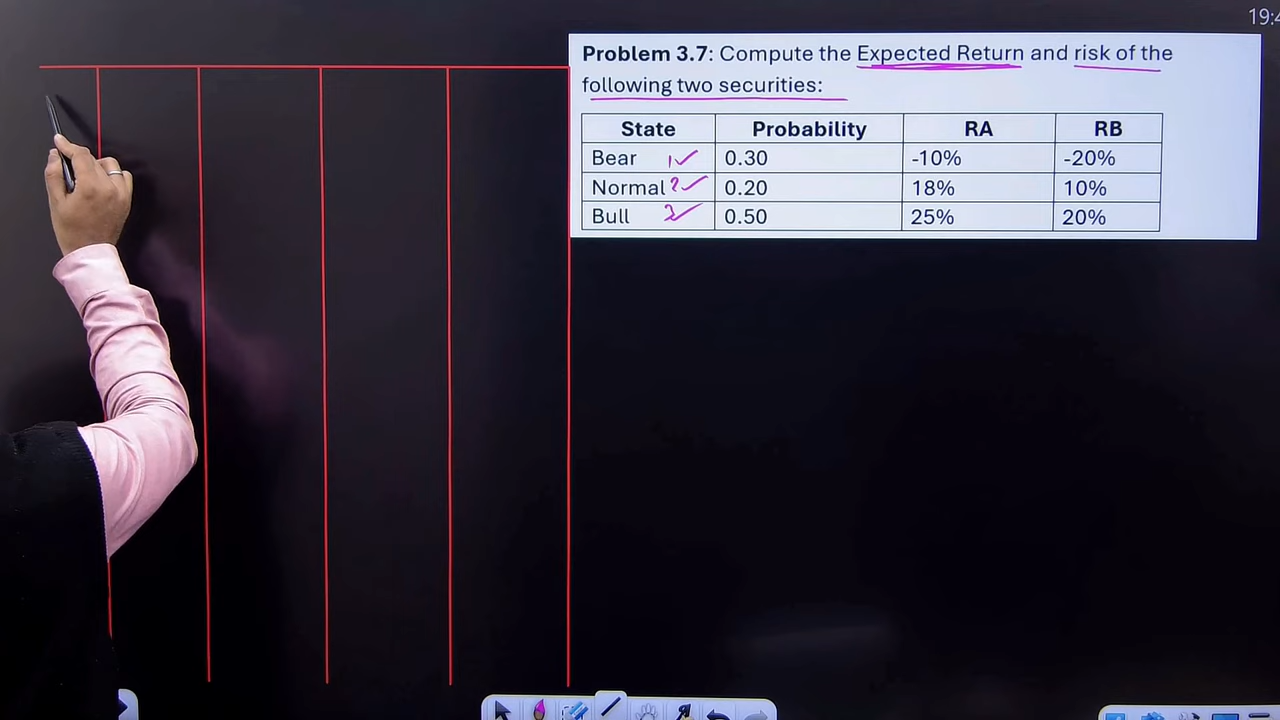 19:4
Problem 3.7: Compute the Expected Return and risk of the
following two securities:
State Probability RA RB
Bear 1 0.30 -10% -20%
Normal 2 0.20 18% 10%
Bull 3 0.50 25% 20%